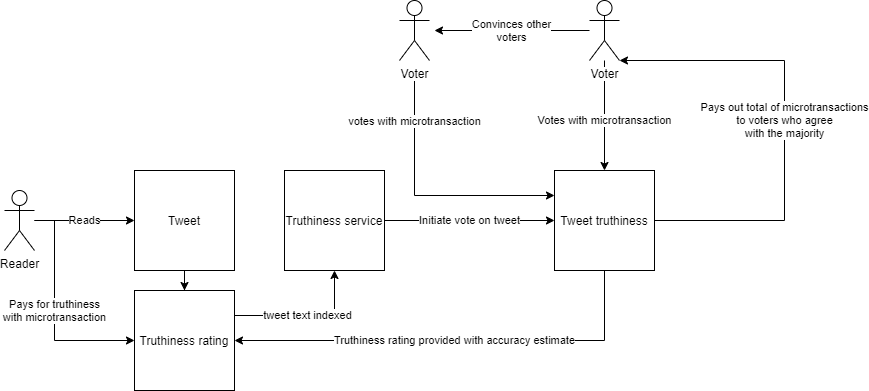 Convinces other
voters
Voter
Voter
votes with microtransaction
Votes with microtransaction
Pays out total of microtransactions
to voters who agree
with the majority
Reads
Tweet
Truthiness service
Initiate vote on tweet
Tweet truthiness
Reader
Pays for truthiness
with microtransaction
tweet text indexed
Truthiness rating
Truthiness rating provided with accuracy estimate